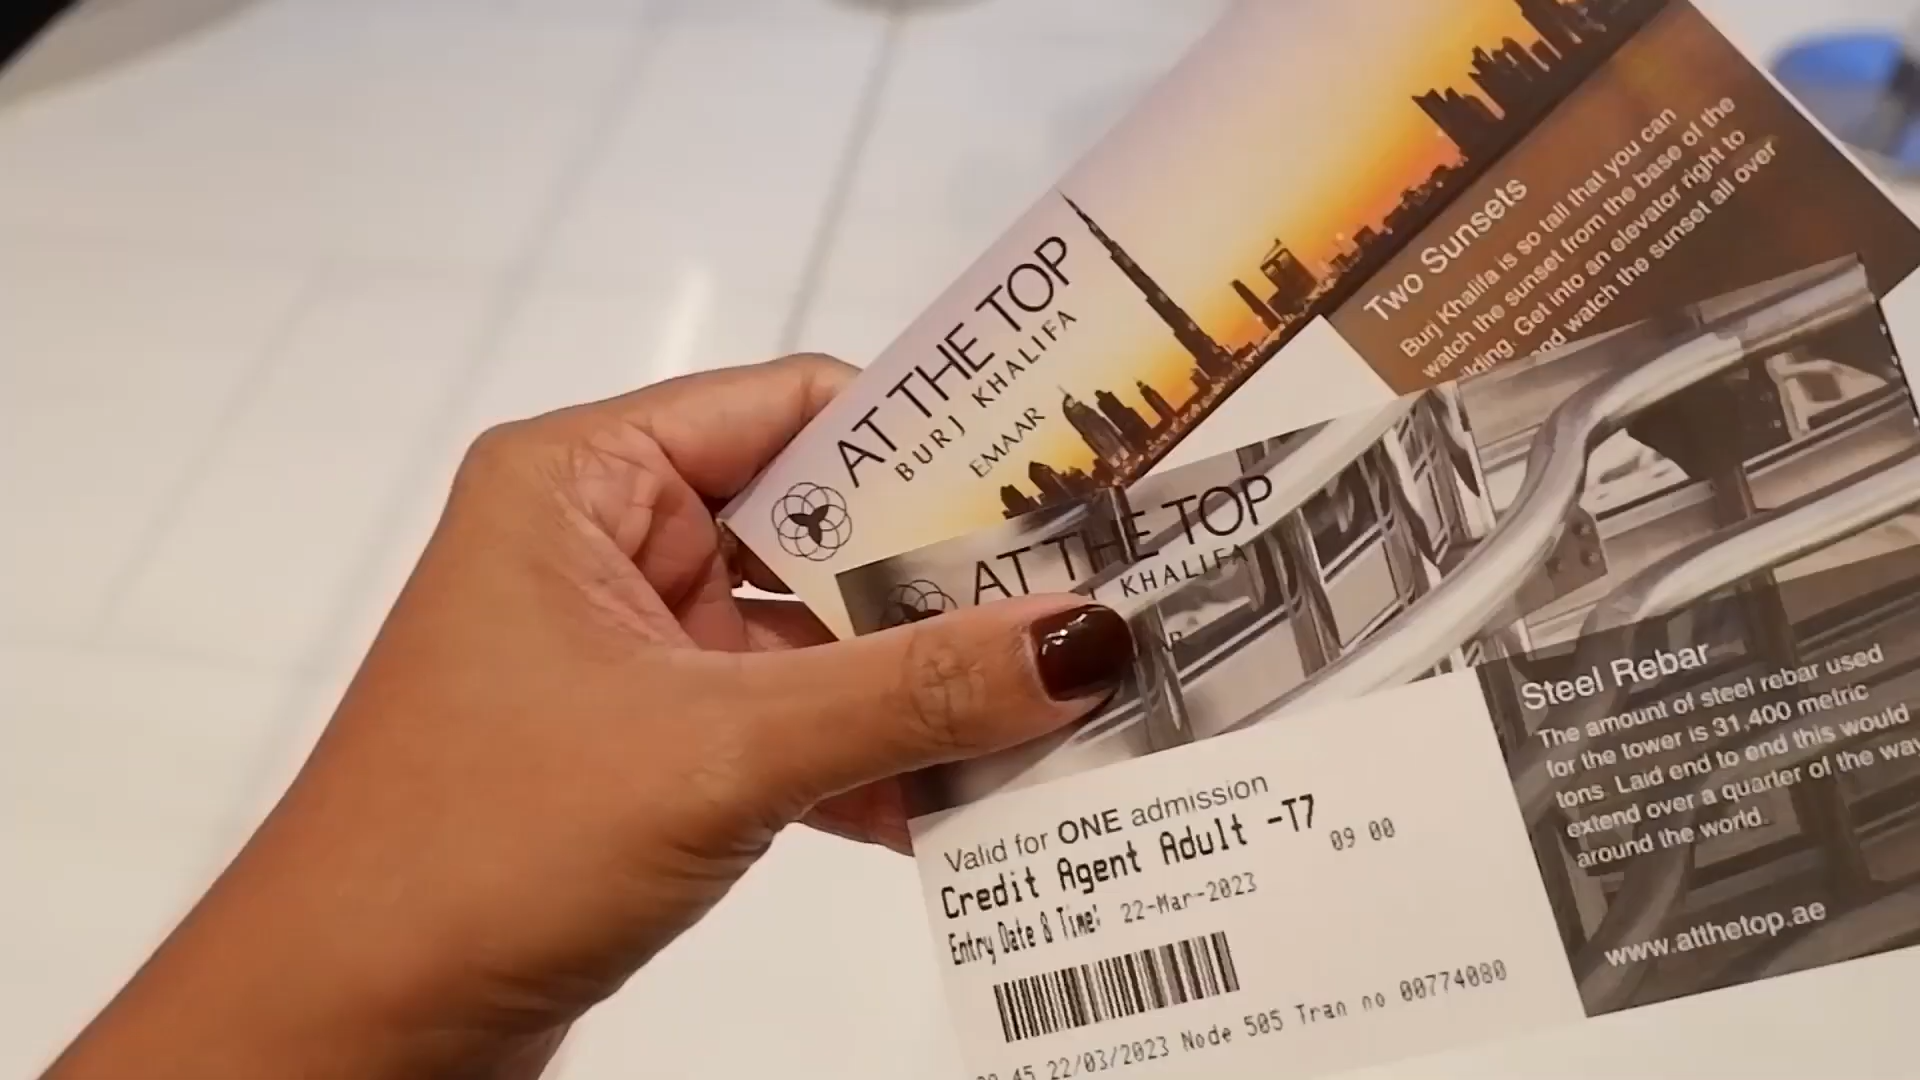 AT THE TOP
BURJ KHALIFA
EMAAR
Two Sunsets
Burj Khalifa is so tall that you can
watch the sunset from the base of the
Get into an elevator right to
and watch the sunset all over
AT THE TOP
KHALIFA
Steel Rebar
The amount of steel rebar used
for the tower is 31,400 metric
tons. Laid end to end this would
extend over a quarter of the way
around the world.
www.atthetop.ae
Valid for ONE admission
Credit Agent Adult -T7
Entry Date & Time: 22-Mar-2023 09 00
45 22/03/2023 Node 505 Tran no 00774080